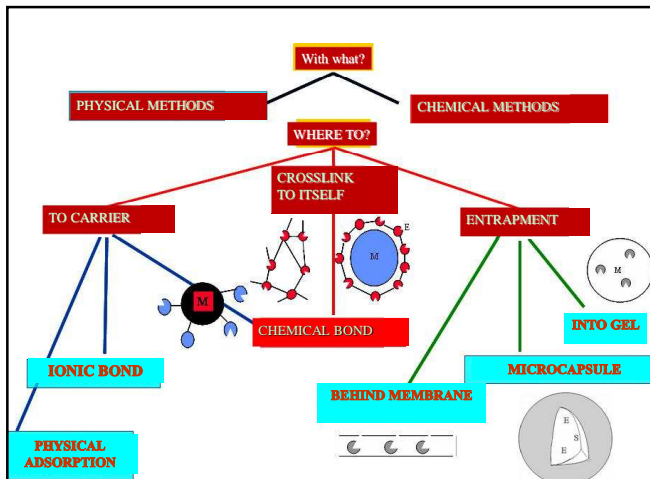 With what?
PHYSICAL METHODS
CHEMICAL METHODS
WHERE TO?
CROSSLINK
TO ITSELF
TO CARRIER
ENTRAPMENT
E
M
M
M
CHEMICAL BOND
INTO GEL
IONIC BOND
MICROCAPSULE
BEHIND MEMBRANE
PHYSICAL
ADSORPTION
E
S
E